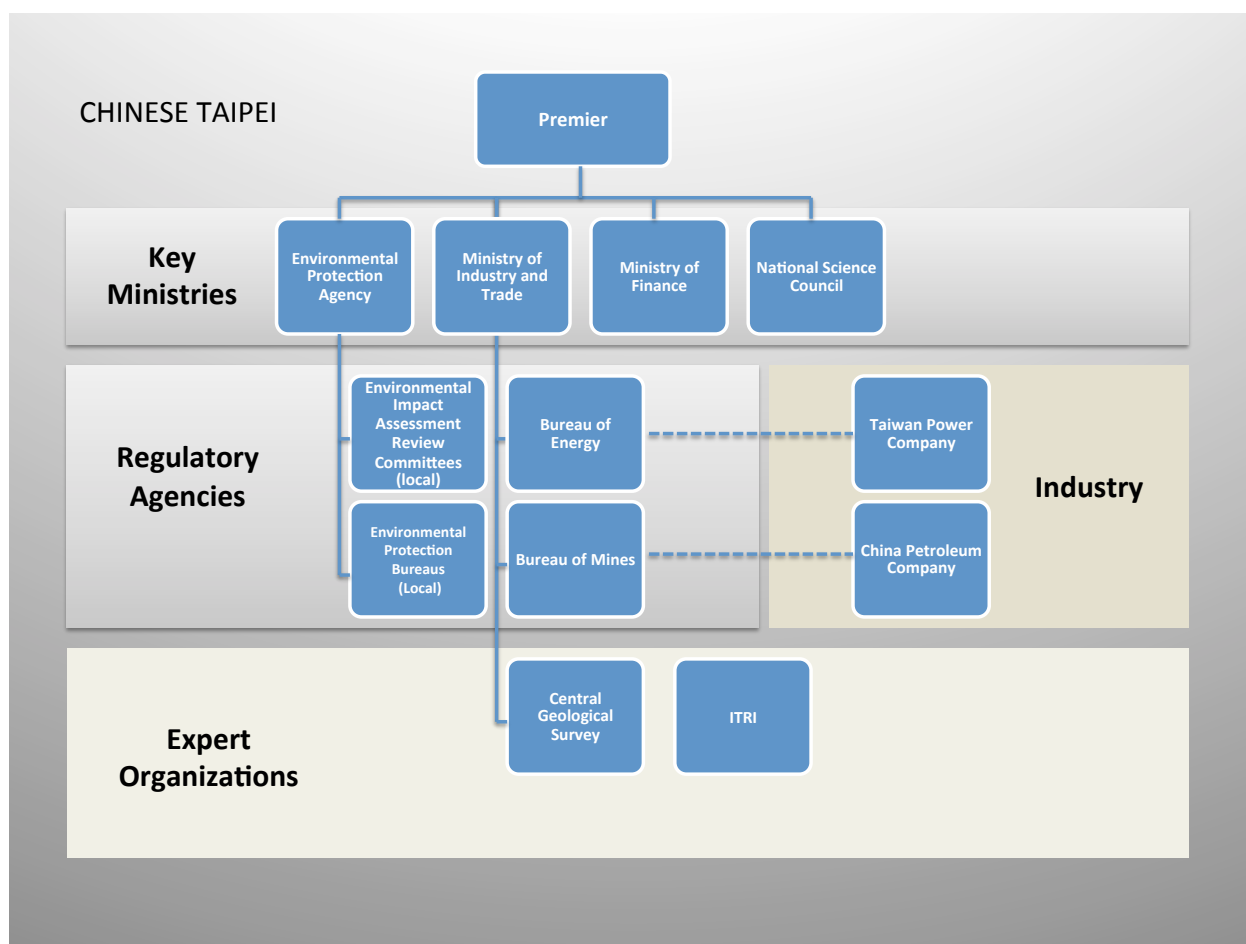 CHINESE TAIPEI
Premier
Key
Ministries
Environmental
Protection
Agency
Ministry of
Industry and
Trade
Ministry of
Finance
National Science
Council
Regulatory
Agencies
Environmental
Impact
Assessment
Review
Committees
(local)
Bureau of
Energy
Taiwan Power
Company
Industry
Environmental
Protection
Bureaus
(Local)
Bureau of Mines
China Petroleum
Company
Expert
Organizations
Central
Geological
Survey
ITRI